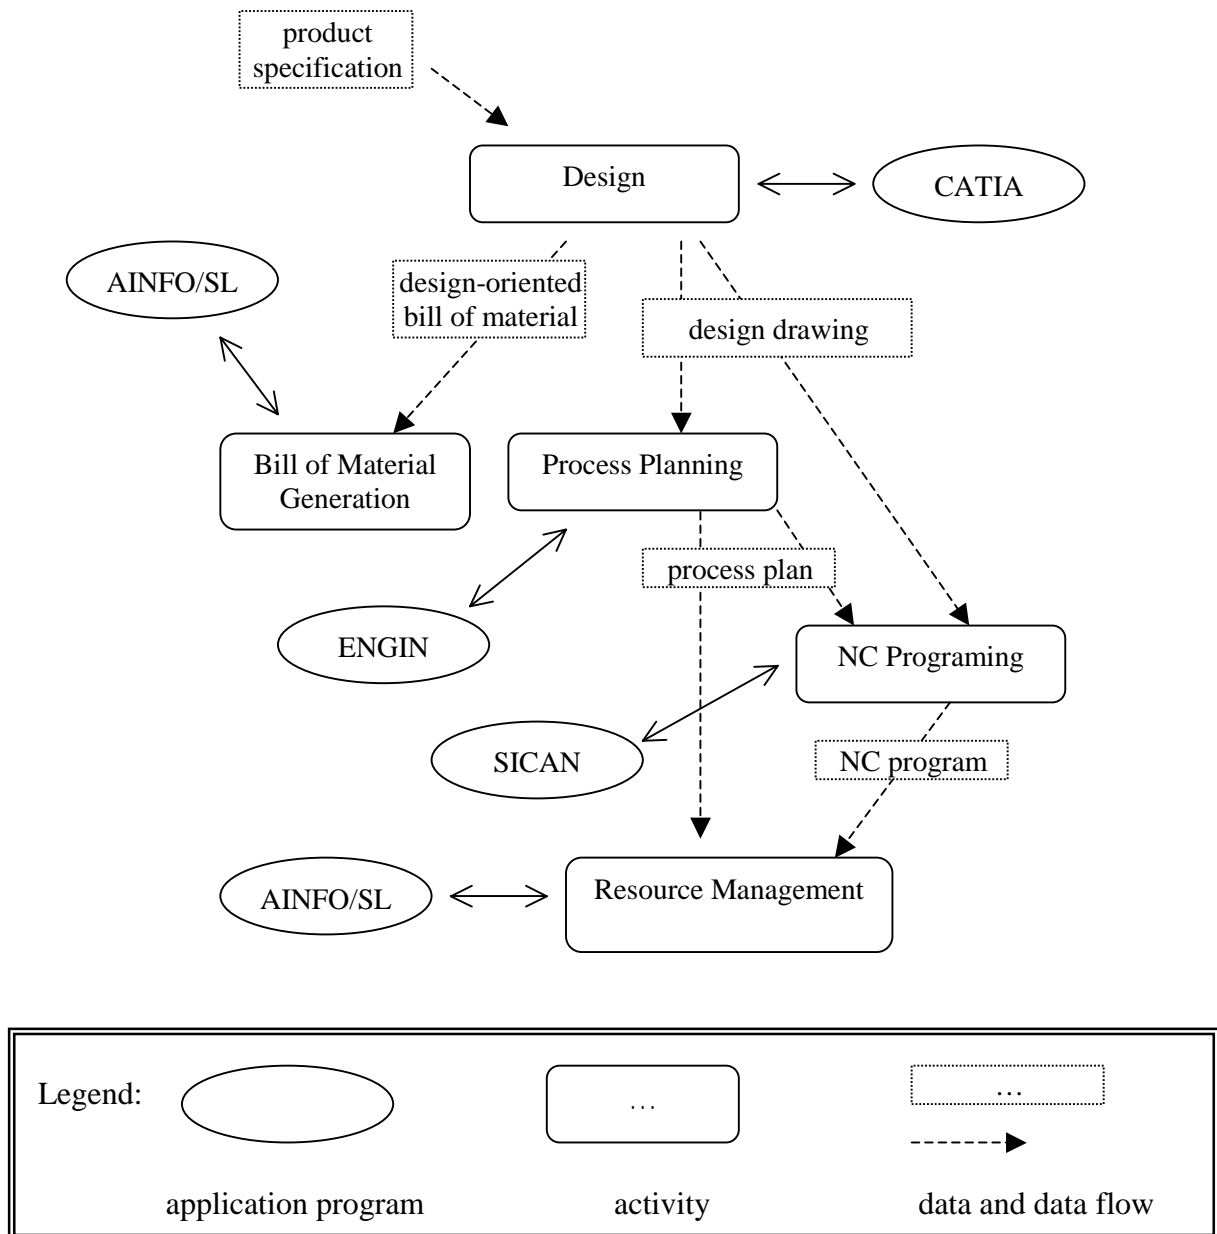 product
specification
Design
CATIA
AINFO/SL
design-oriented
bill of material
design drawing
Bill of Material
Generation
Process Planning
process plan
ENGIN
NC Programing
SICAN
NC program
AINFO/SL
Resource Management
Legend:
...
...
application program
activity
data and data flow